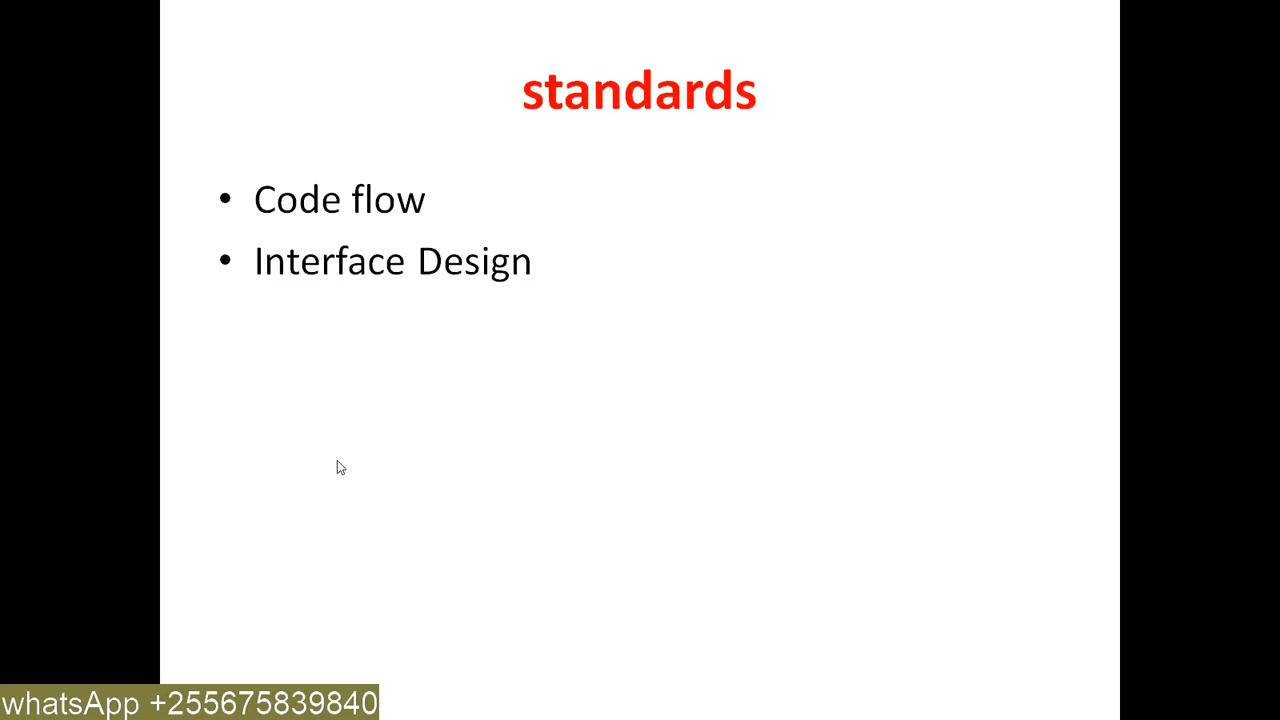 standards
• Code flow
• Interface Design
whatsApp +255675839840